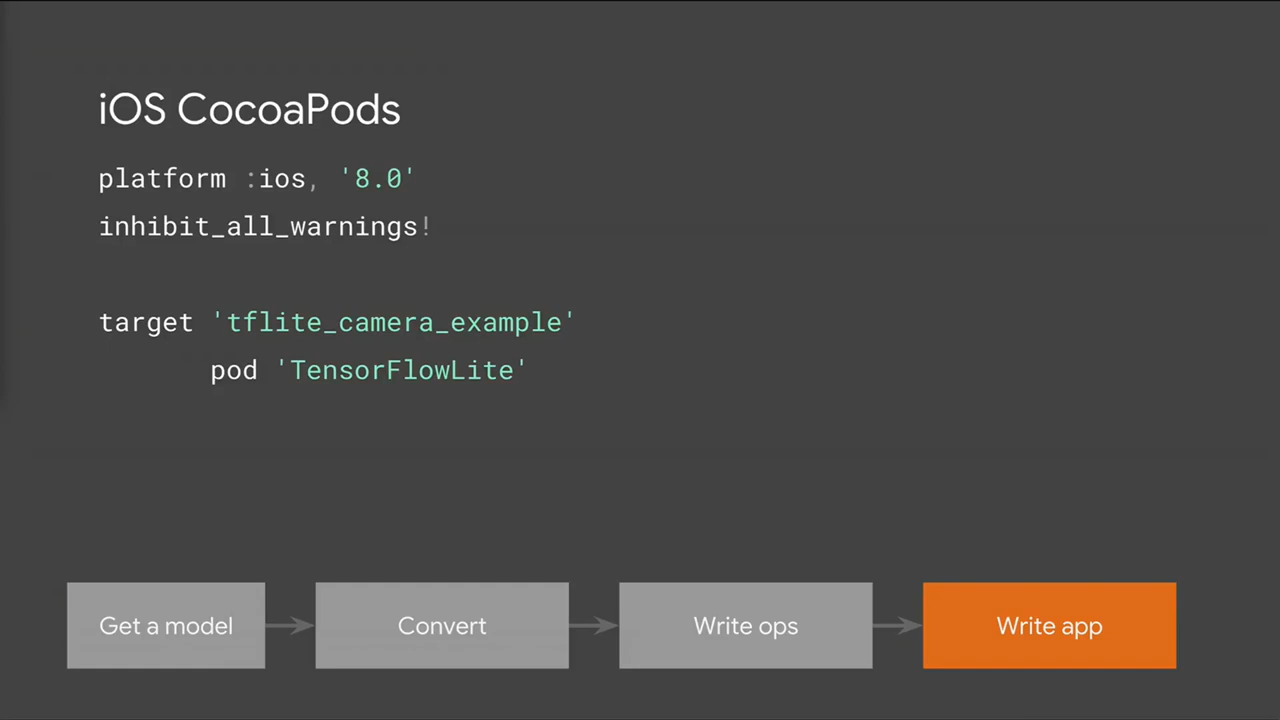 iOS CocoaPods
platform :ios, '8.0'
inhibit_all_warnings!
target 'tflite_camera_example'
pod 'TensorFlowLite'
Get a model
Convert
Write ops
Write app